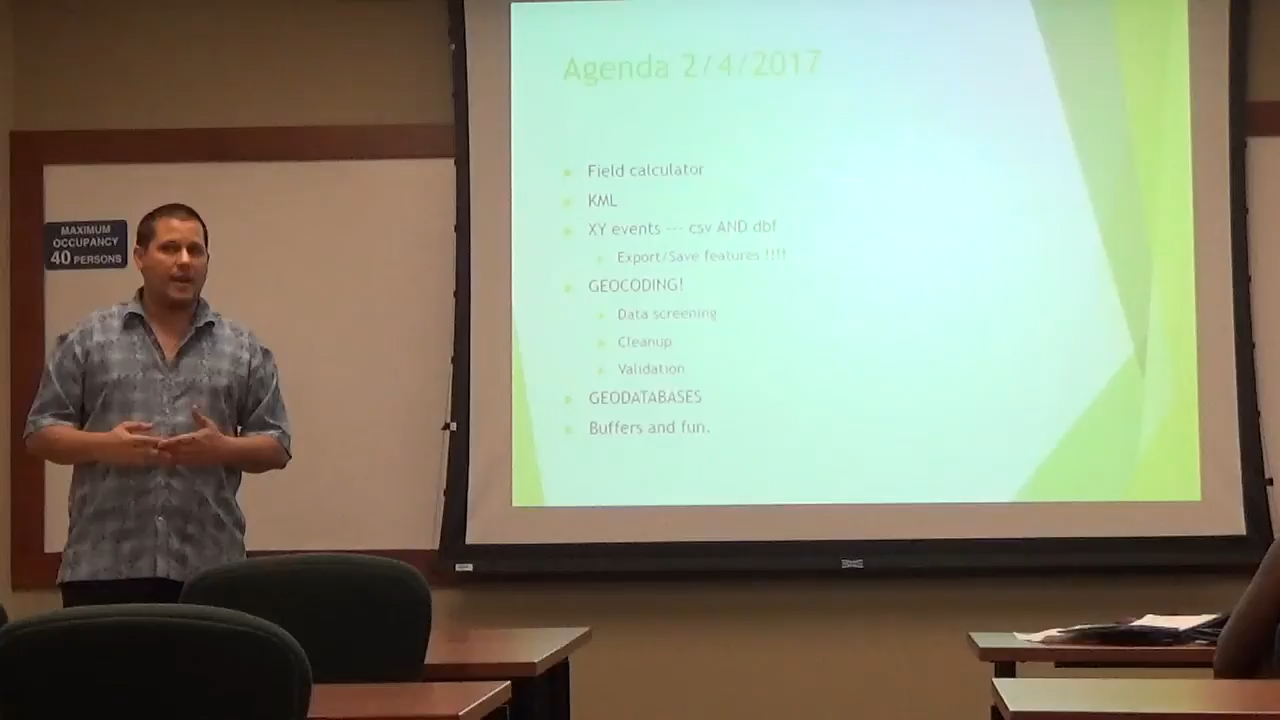 MAXIMUM
OCCUPANCY
40 PERSONS
Agenda 2/4/2017
Field calculator
KML
XY events --- csv AND dbf
Export/Save features !!!!
GEOCODING!
Data screening
Cleanup
Validation
GEODATABASES
Buffers and fun.